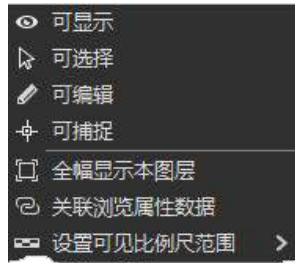 可显示
可选择
可编辑
可捕捉
全幅显示本图层
关联浏览属性数据
设置可见比例尺范围